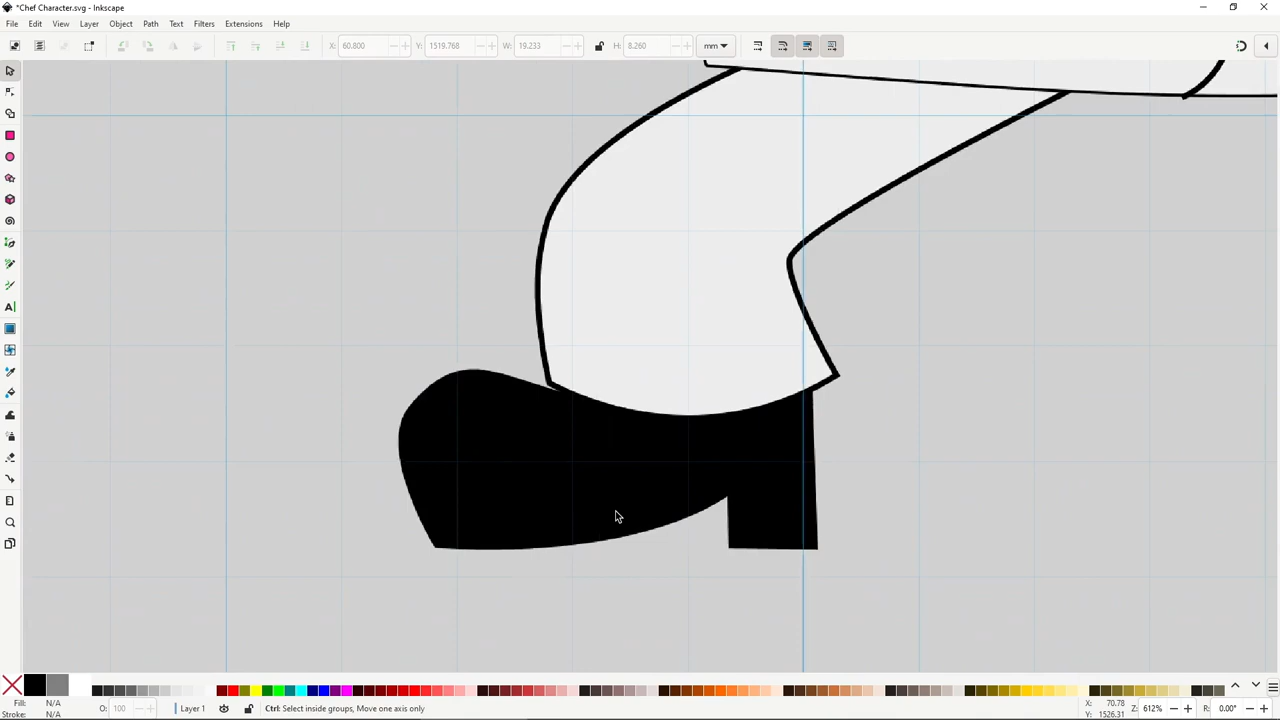 *Chef Character.svg - Inkscape
File Edit View Layer Object Path Text Filters Extensions Help
X: 60.800 Y: 1519.768 W: 19.233 H: 8.260 mm
Fill: N/A
Stroke: N/A
O: 100
Layer 1
Ctrl: Select inside groups, Move one axis only
X: 70.78
Y: 1526.31
Z: 612%
R: 0.00°